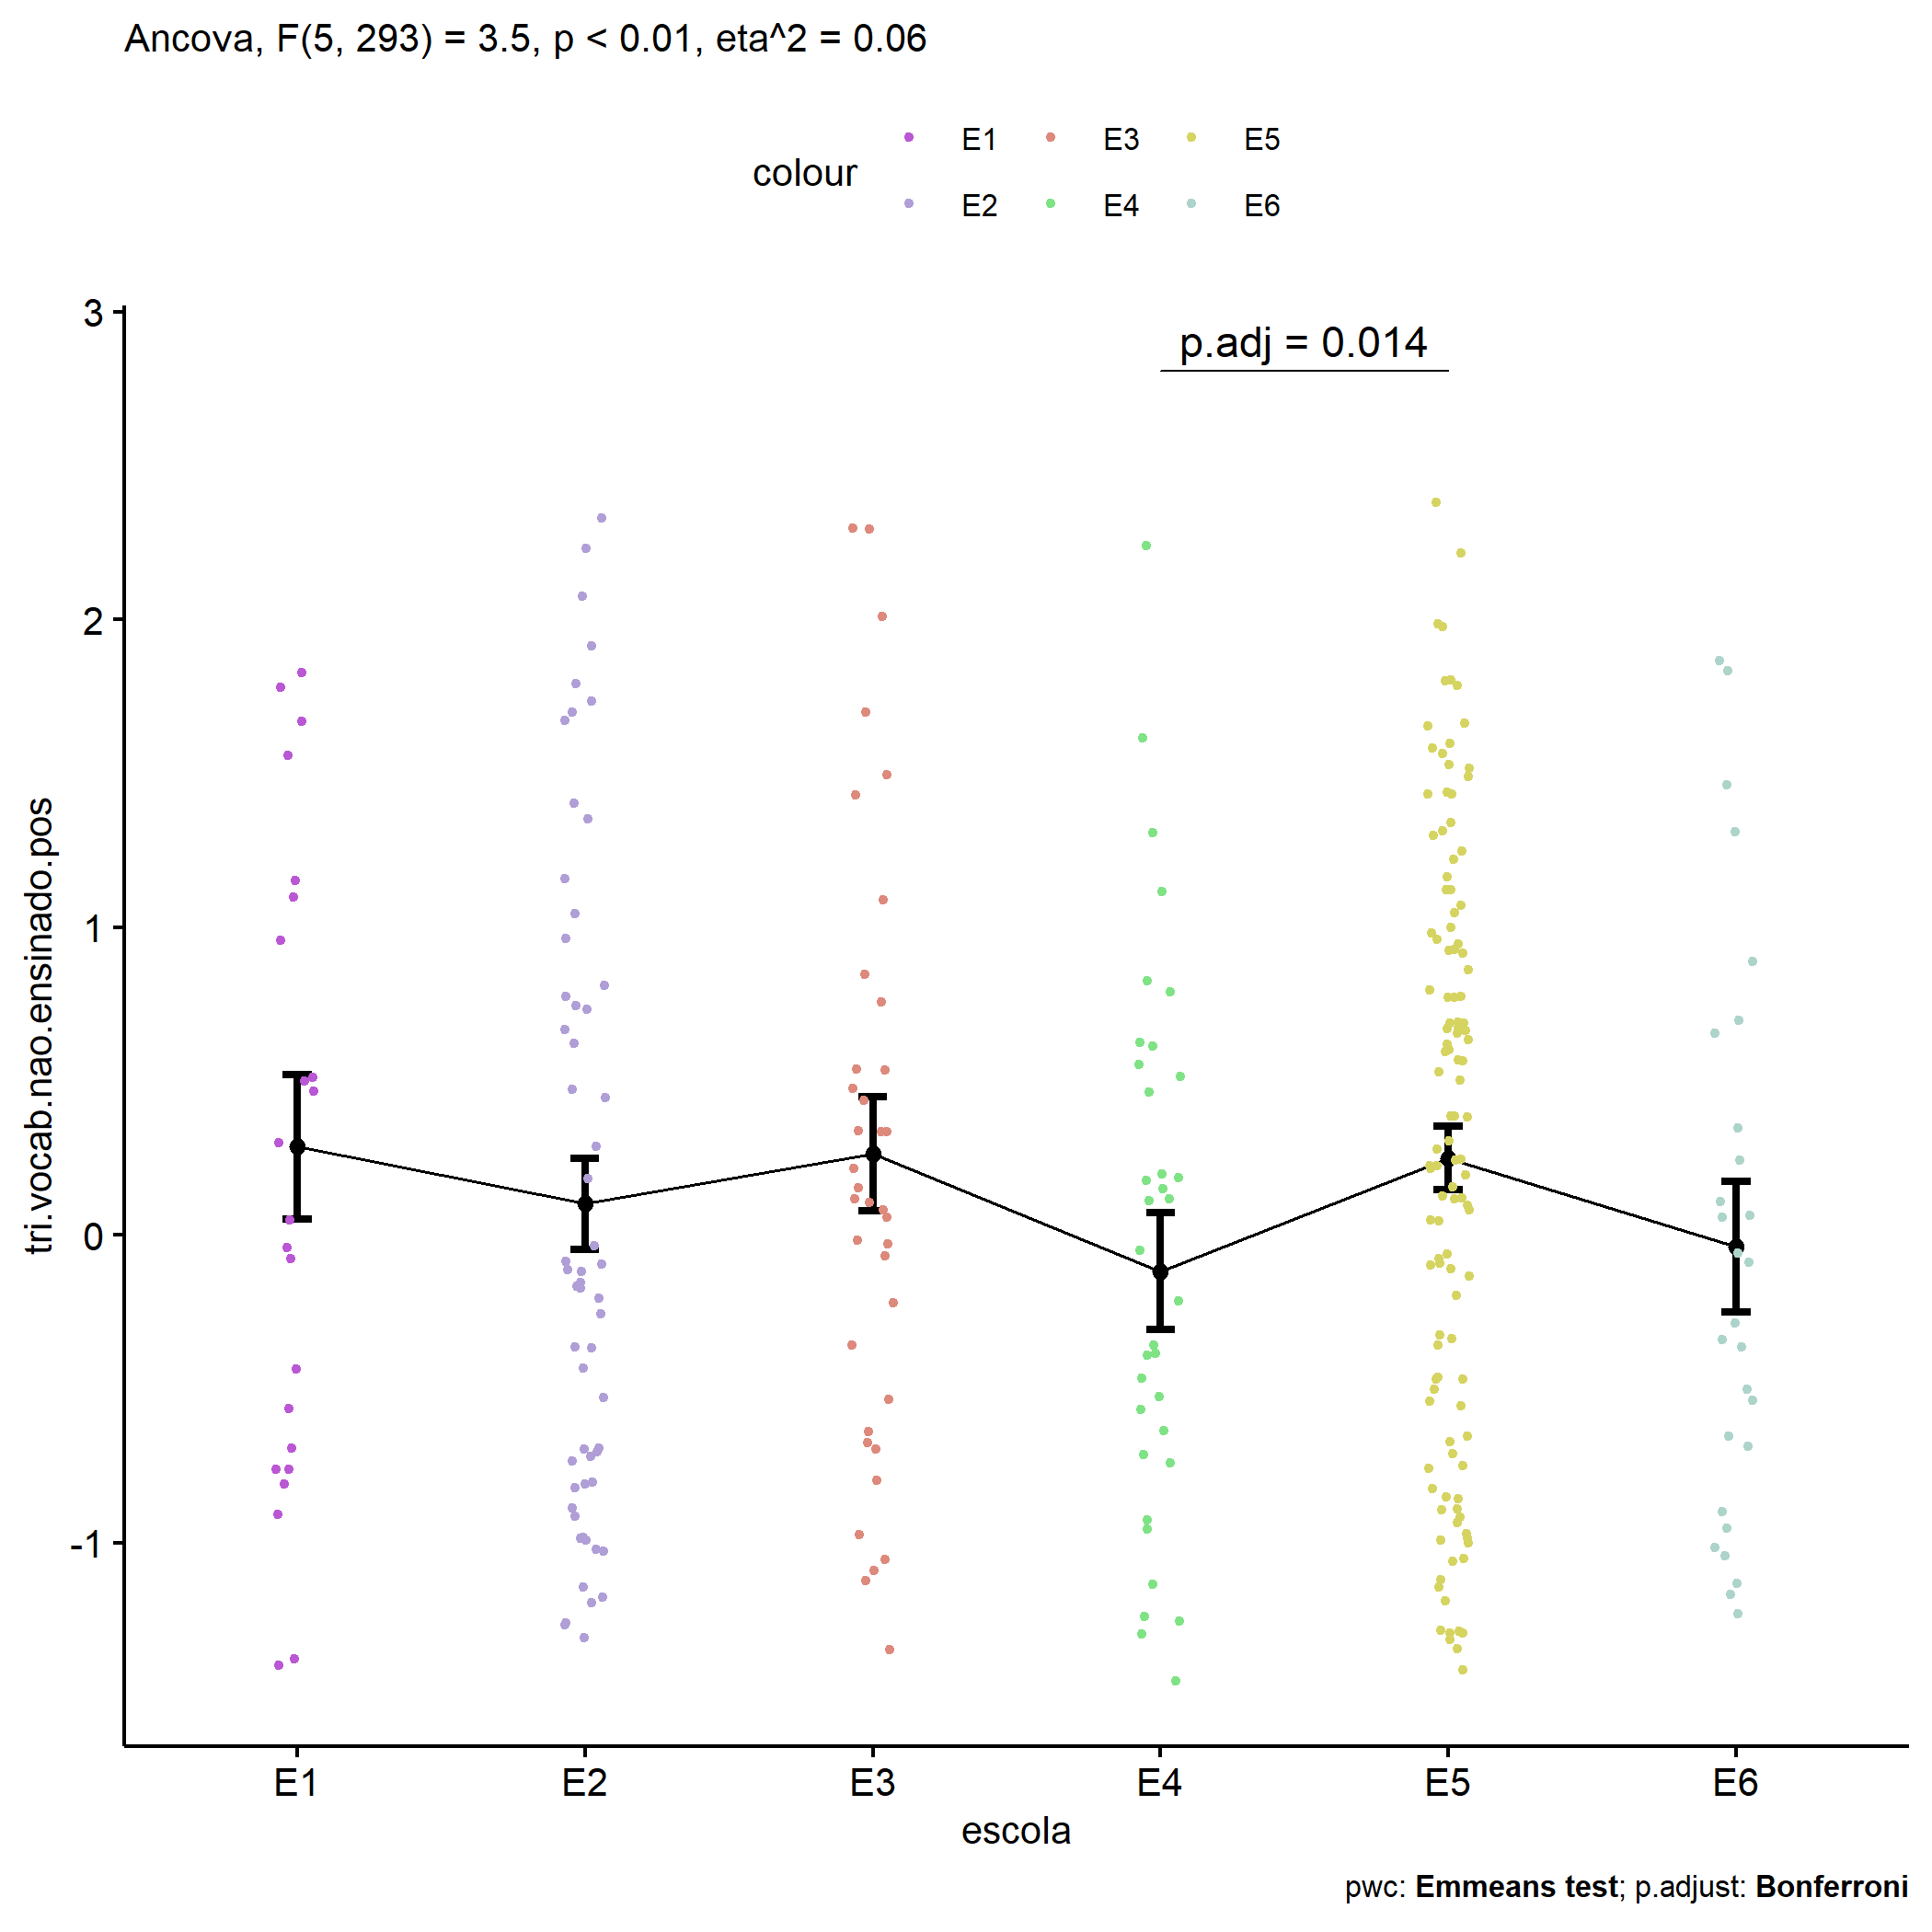 Ancova, F(5, 293) = 3.5, p < 0.01, eta^2 = 0.06
colour
E1 E3 E5
E2 E4 E6
p.adj = 0.014
3
2
1
0
-1
tri.vocab.nao.ensinado.pos
E1 E2 E3 E4 E5 E6
escola
pwc: Emmeans test; p.adjust: Bonferroni